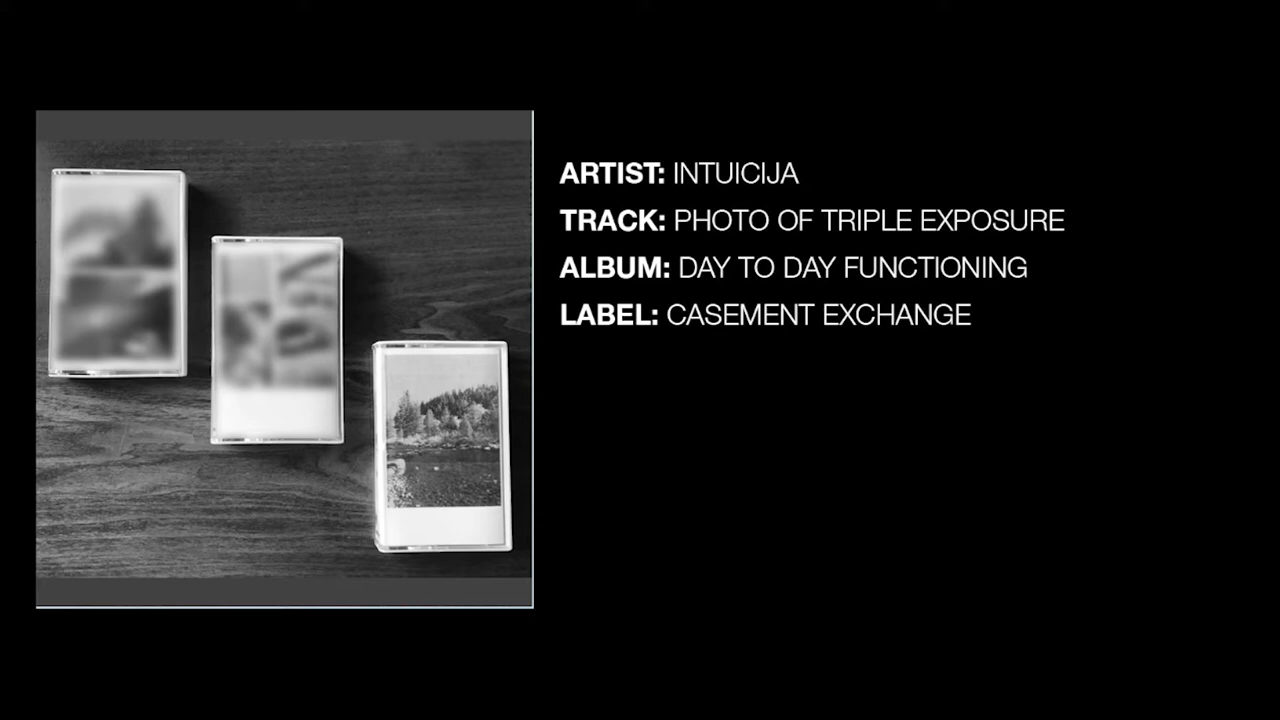 ARTIST: INTUICIJA
TRACK: PHOTO OF TRIPLE EXPOSURE
ALBUM: DAY TO DAY FUNCTIONING
LABEL: CASEMENT EXCHANGE